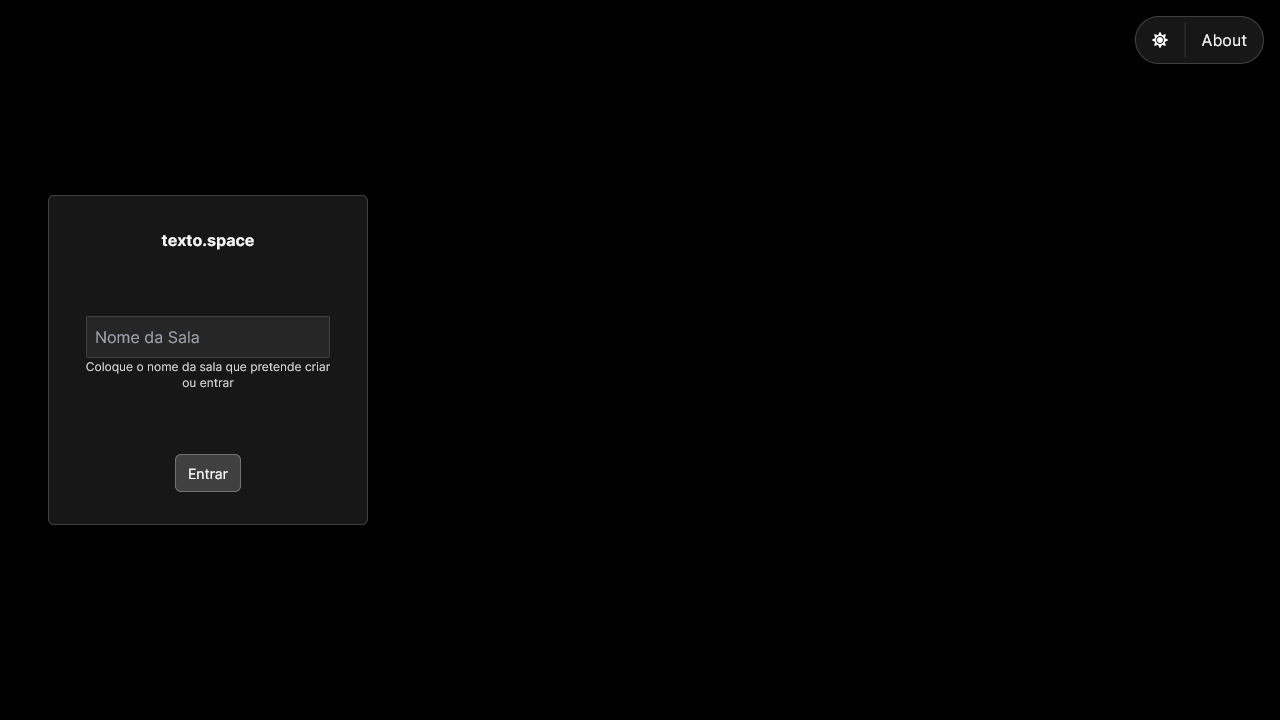 About
texto.space
Nome da Sala
Coloque o nome da sala que pretende criar
ou entrar
Entrar